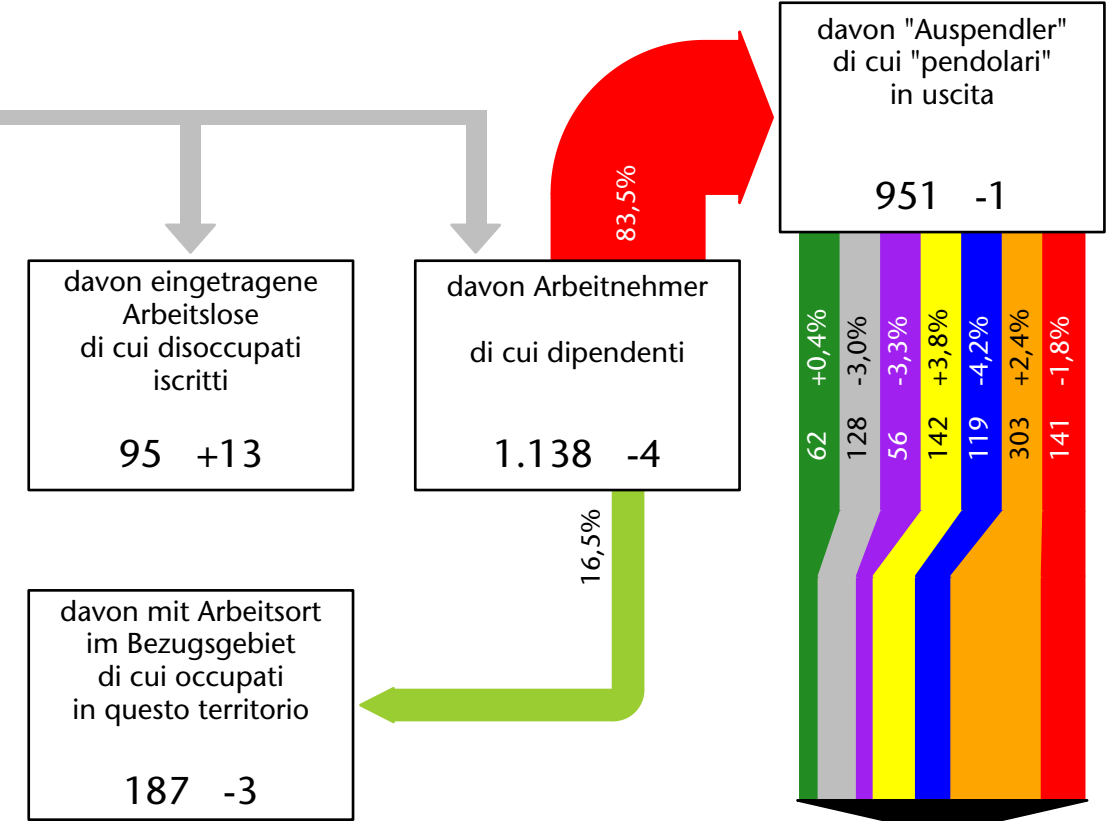 davon "Auspendler"
di cui "pendolari"
in uscita
951 -1
83,5%
davon eingetragene
Arbeitslose
di cui disoccupati
iscritti
95 +13
davon Arbeitnehmer
di cui dipendenti
1.138 -4
62 +0,4%
128 -3,0%
56 -3,3%
142 +3,8%
119 -4,2%
303 +2,4%
141 -1,8%
16,5%
davon mit Arbeitsort
im Bezugsgebiet
di cui occupati
in questo territorio
187 -3